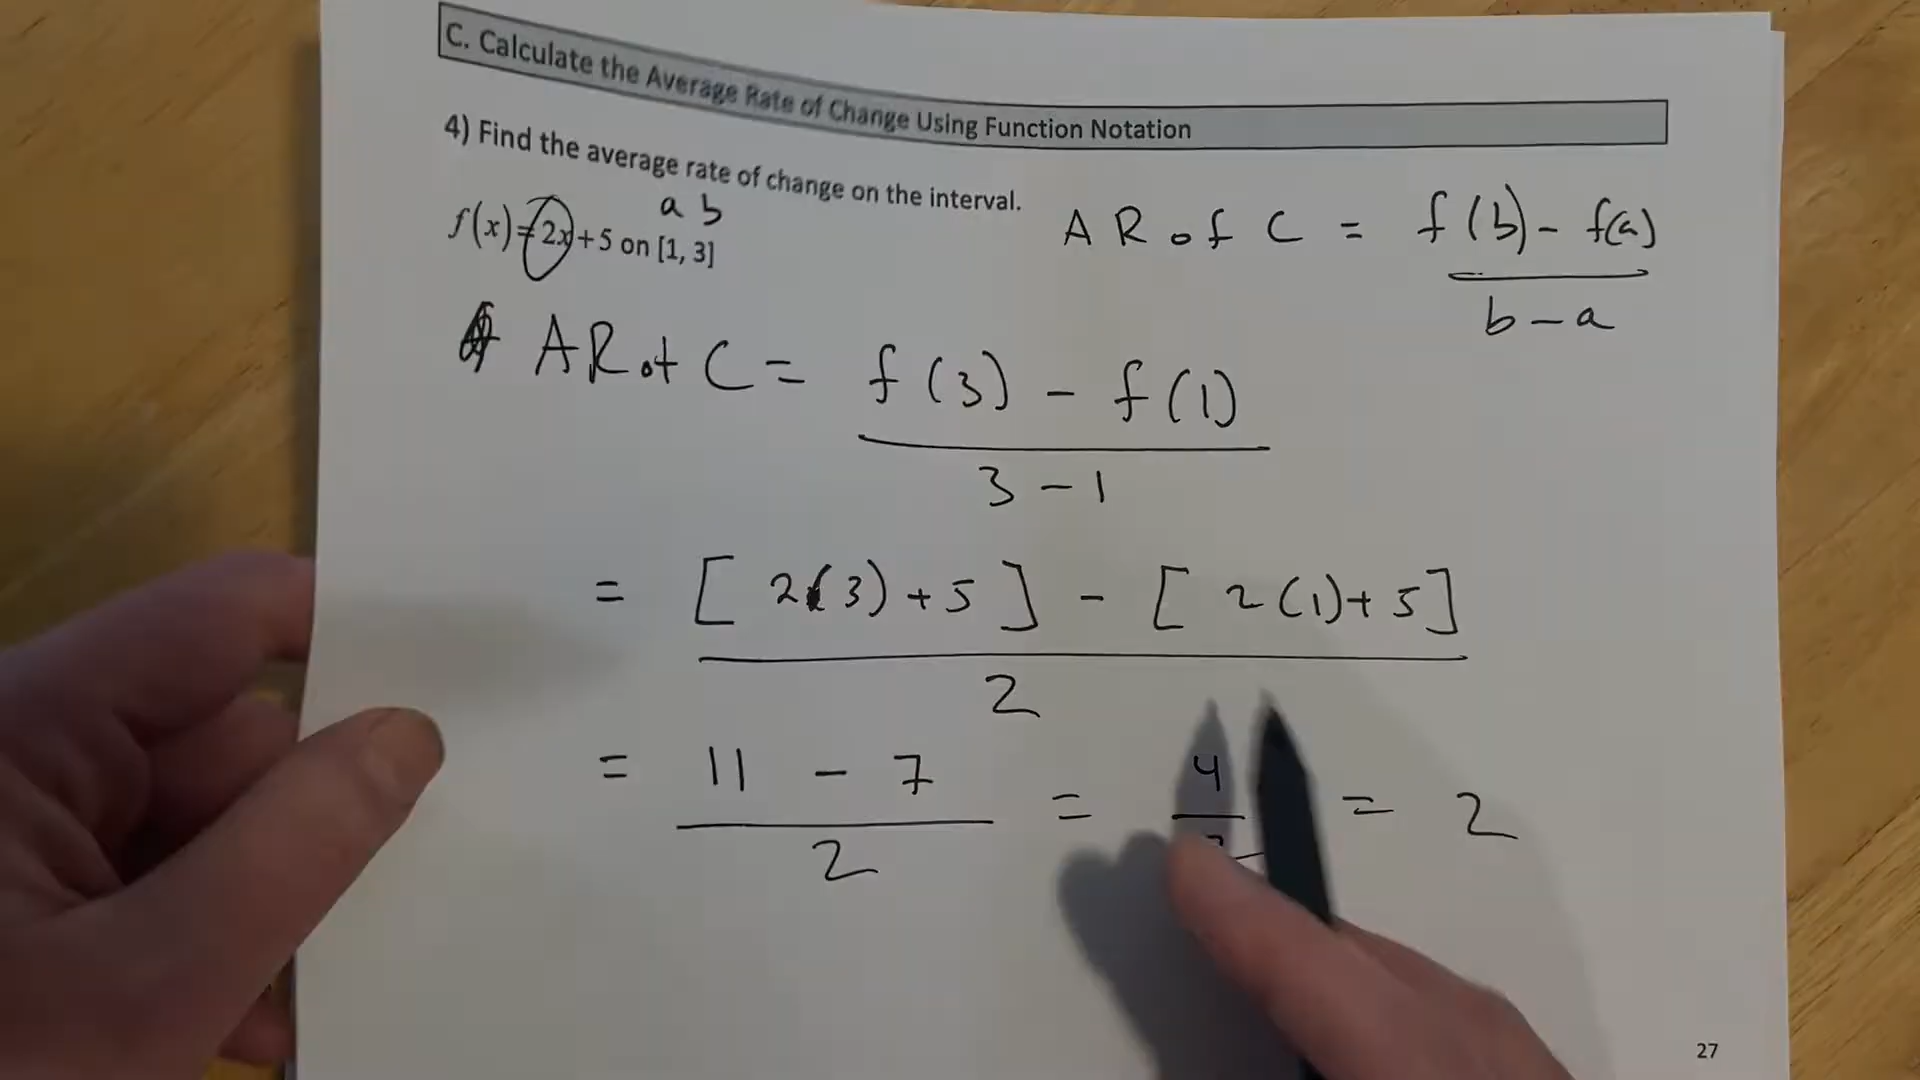 C. Calculate the Average Rate of Change Using Function Notation
4) Find the average rate of change on the interval.
a b
f(x)=2x+5 on [1, 3]
A R of C = f(b) - f(a)
b - a
A R of C = f(3) - f(1)
3 - 1
= [ 2(3)+5 ] - [ 2(1)+5 ]
2
= 11 - 7 = 4 = 2
2
27